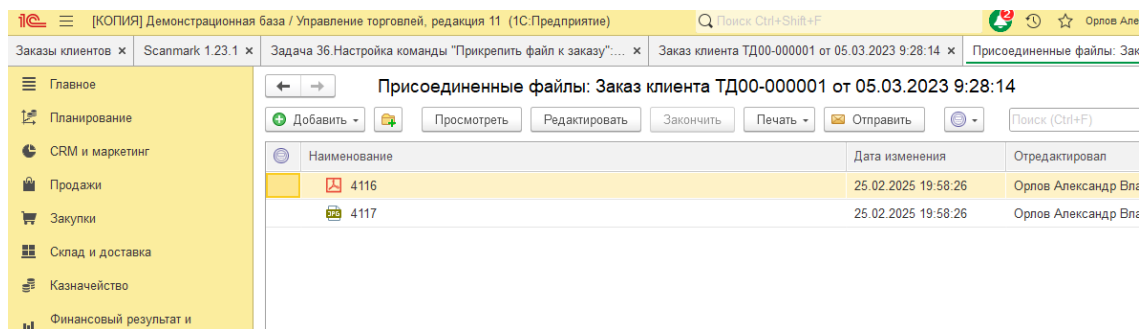 1С [КОПИЯ] Демонстрационная база / Управление торговлей, редакция 11 (1С:Предприятие) Поиск Ctrl+Shift+F 2 Орлов Але
Заказы клиентов × Scanmark 1.23.1 × Задача 36.Настройка команды "Прикрепить файл к заказу":... × Заказ клиента ТД00-000001 от 05.03.2023 9:28:14 × Присоединенные файлы: Зак
Главное
Присоединенные файлы: Заказ клиента ТД00-000001 от 05.03.2023 9:28:14
Планирование
Добавить Просмотреть Редактировать Закончить Печать Отправить Поиск (Ctrl+F)
CRM и маркетинг
Наименование Дата изменения Отредактировал
Продажи
4116 25.02.2025 19:58:26 Орлов Александр Вла
Закупки
JPG 4117 25.02.2025 19:58:26 Орлов Александр Вла
Склад и доставка
Казначейство
Финансовый результат и